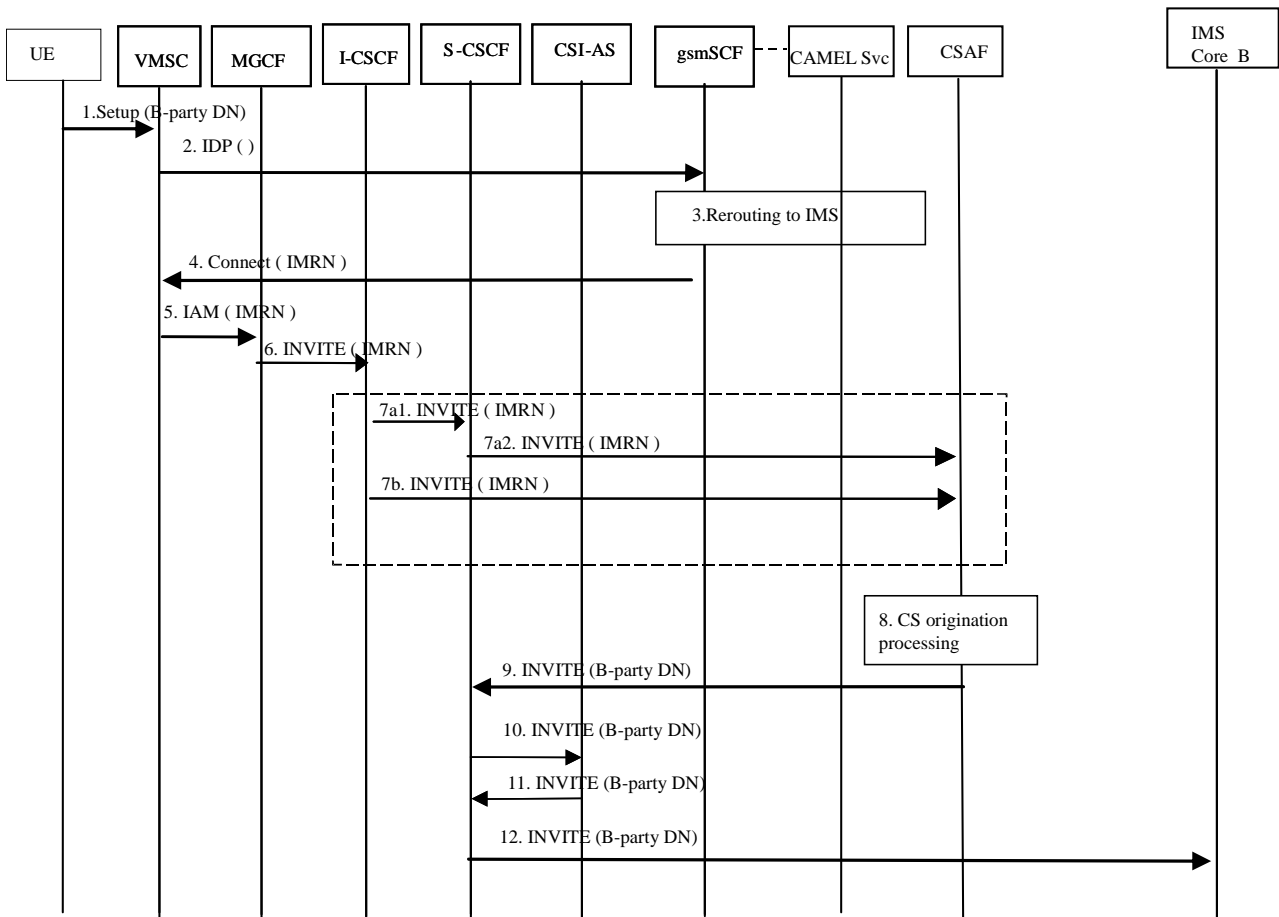 UE
VMSC
MGCF
I-CSCF
S-CSCF
CSI-AS
gsmSCF
CAMEL Svc
CSAF
IMS
Core B
1.Setup (B-party DN)
2. IDP ( )
3.Rerouting to IMS
4. Connect ( IMRN )
5. IAM ( IMRN )
6. INVITE ( IMRN )
7a1. INVITE ( IMRN )
7a2. INVITE ( IMRN )
7b. INVITE ( IMRN )
8. CS origination
processing
9. INVITE (B-party DN)
10. INVITE (B-party DN)
11. INVITE (B-party DN)
12. INVITE (B-party DN)